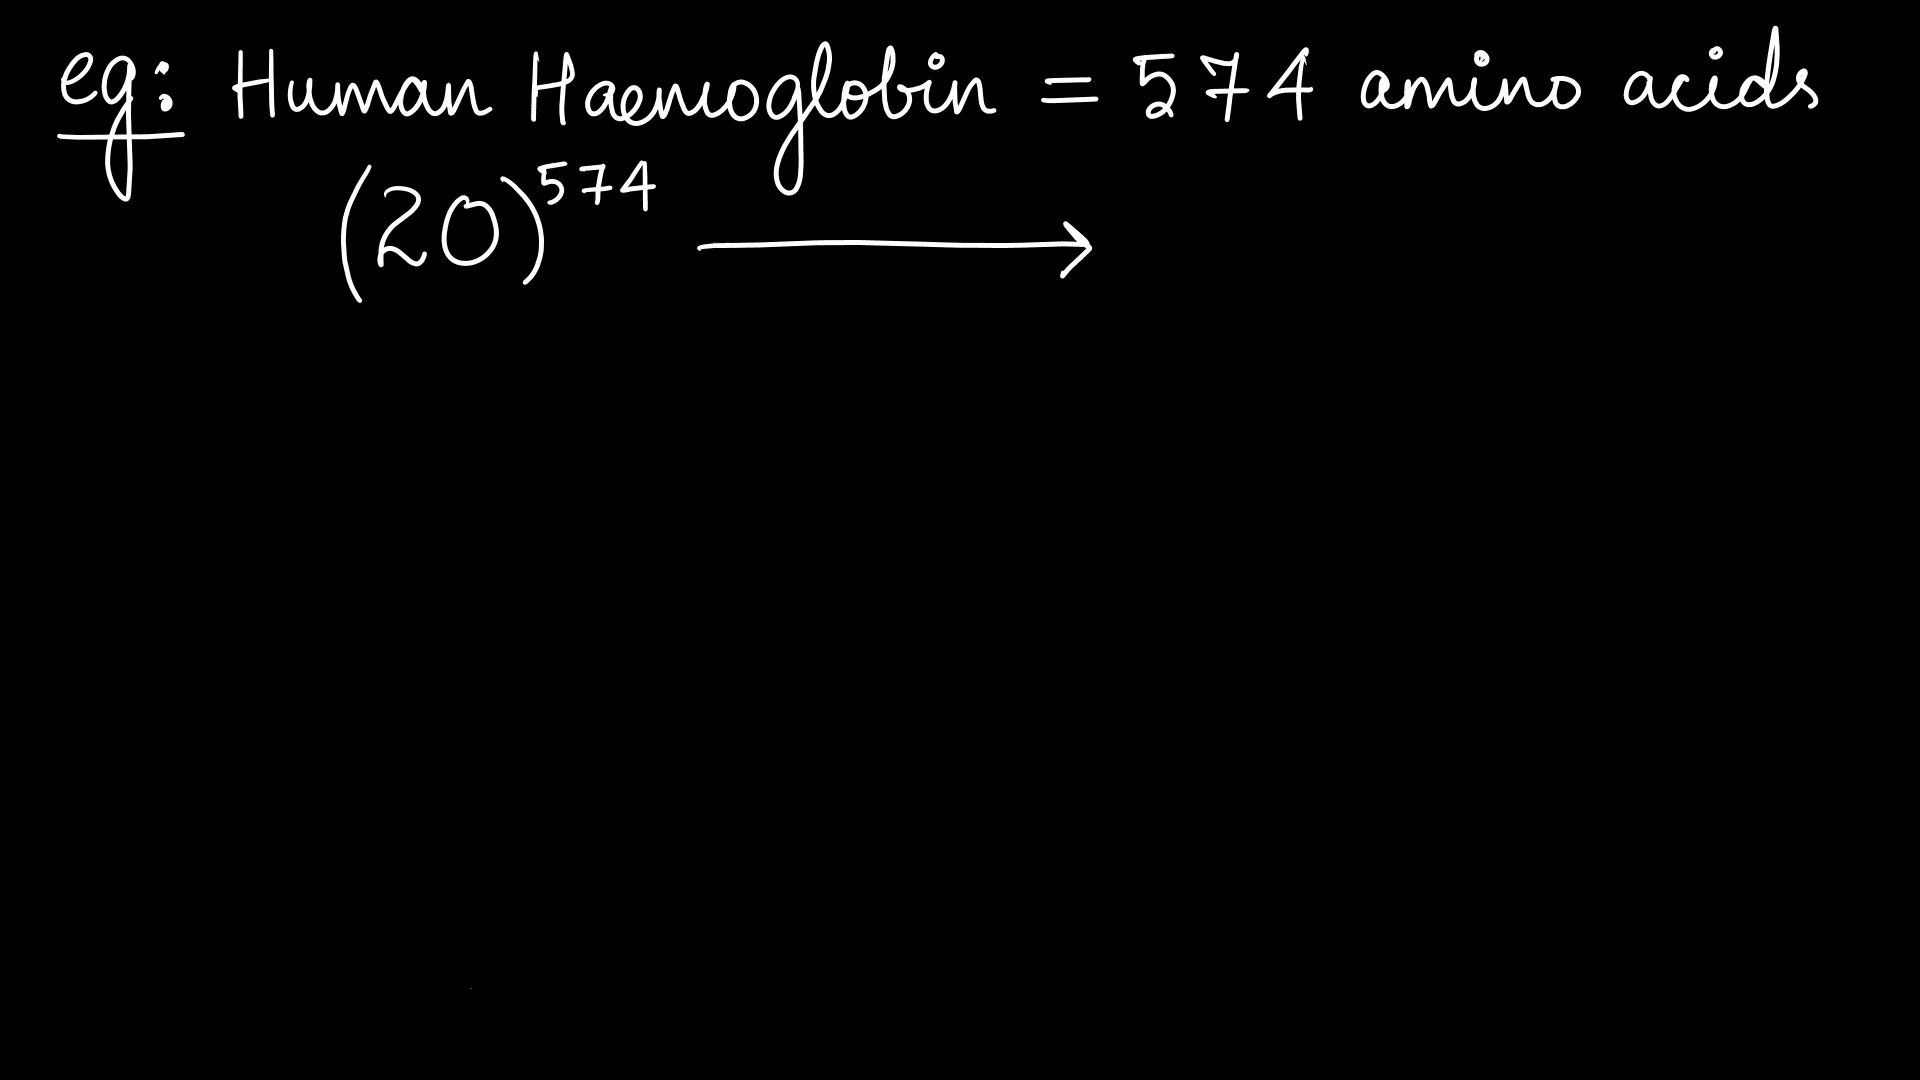 eg: Human Haemoglobin = 574 amino acids
(20)^574 →